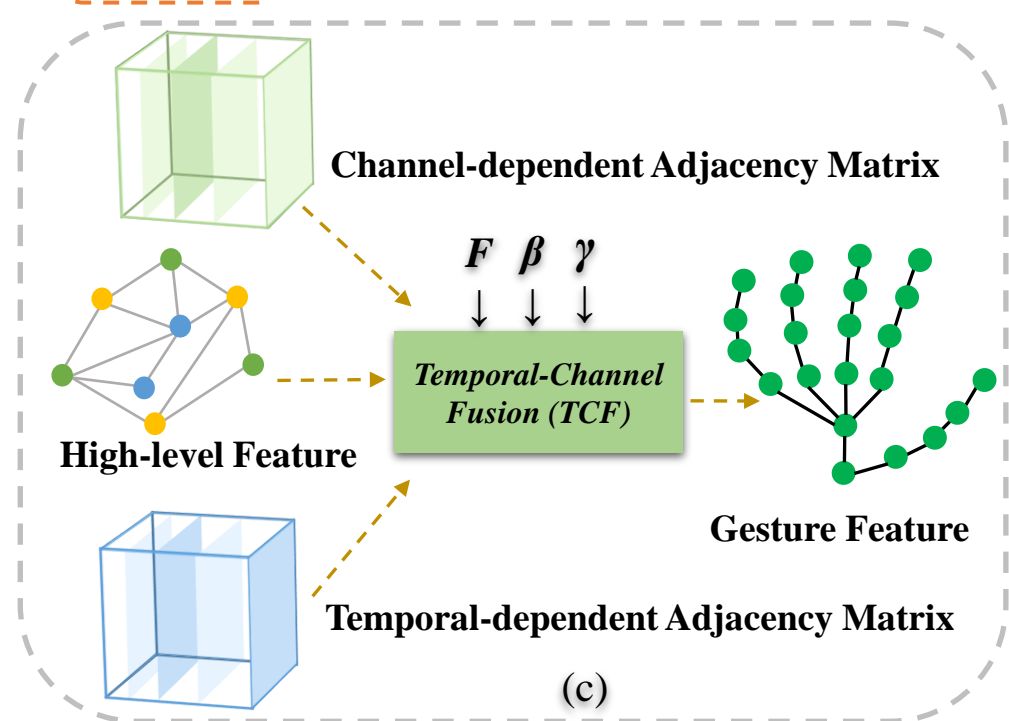 Channel-dependent Adjacency Matrix
F β γ
Temporal-Channel
Fusion (TCF)
High-level Feature
Gesture Feature
Temporal-dependent Adjacency Matrix
(c)